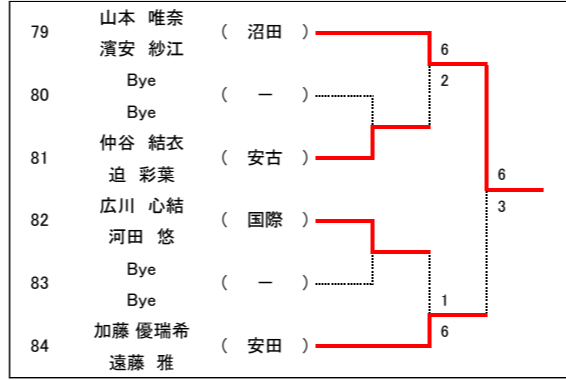 山本 唯奈
79 ( 沼田 )
濱安 紗江
6
2
Bye
80 ( ー )
Bye
仲谷 結衣
81 ( 安古 )
迫 彩葉
6
3
広川 心結
82 ( 国際 )
河田 悠
Bye
83 ( ー )
Bye
1
6
加藤 優瑞希
84 ( 安田 )
遠藤 雅